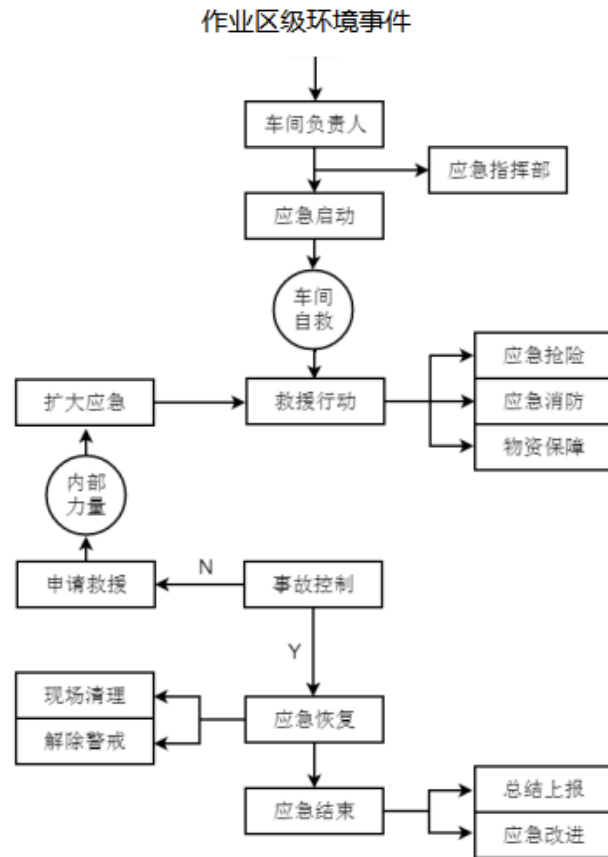 作业区级环境事件
车间负责人
应急指挥部
应急启动
车间
自救
应急抢险
扩大应急
救援行动
应急消防
物资保障
内部
力量
申请救援
N
事故控制
Y
现场清理
应急恢复
解除警戒
总结上报
应急结束
应急改进